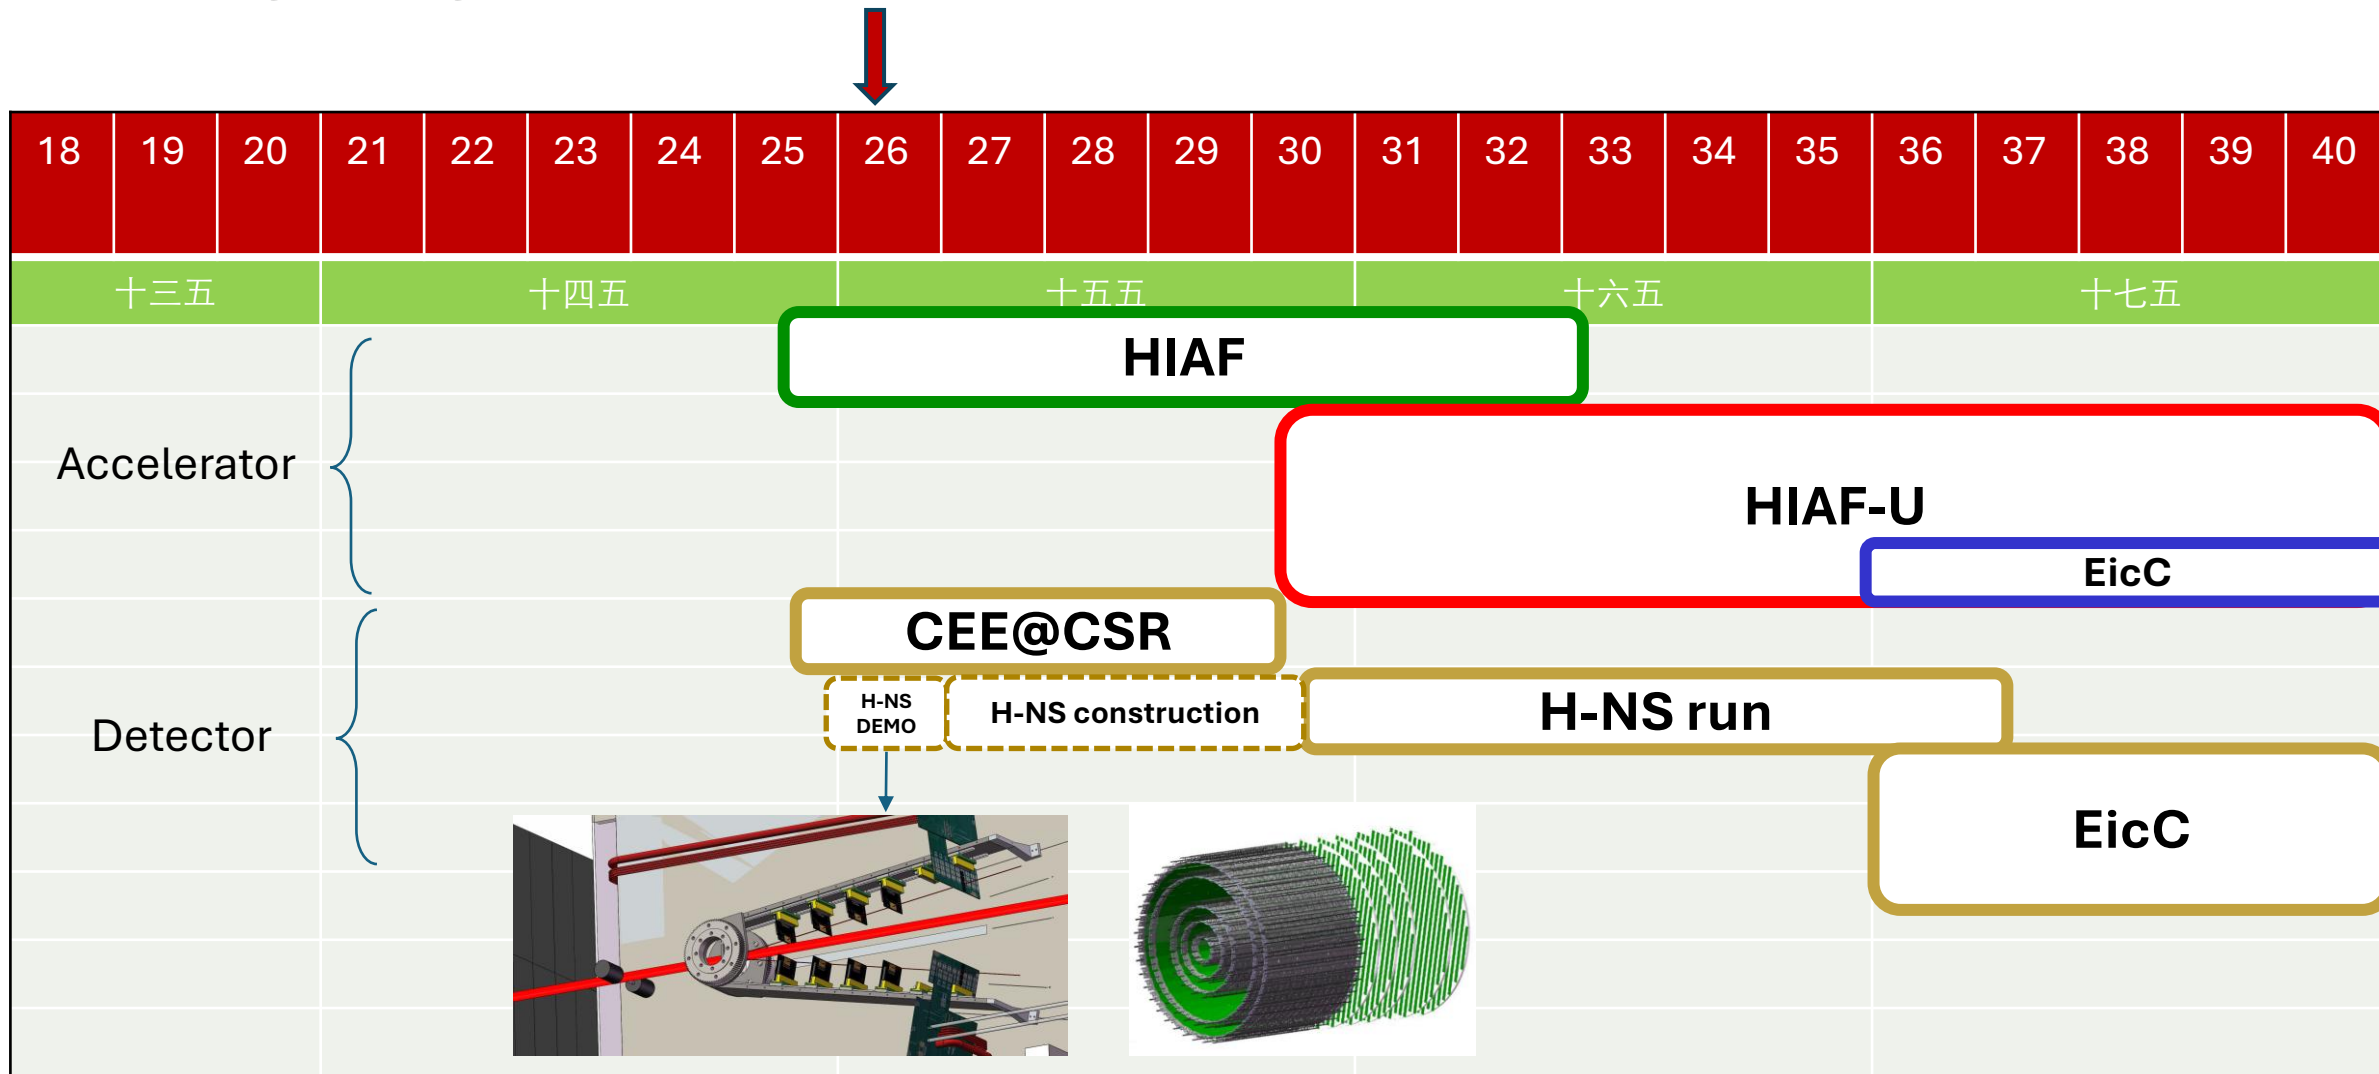 18 19 20 21 22 23 24 25 26 27 28 29 30 31 32 33 34 35 36 37 38 39 40
十三五 十四五 十五五 十六五 十七五
HIAF
Accelerator
HIAF-U
EicC
CEE@CSR
H-NS
DEMO
H-NS construction
H-NS run
Detector
EicC